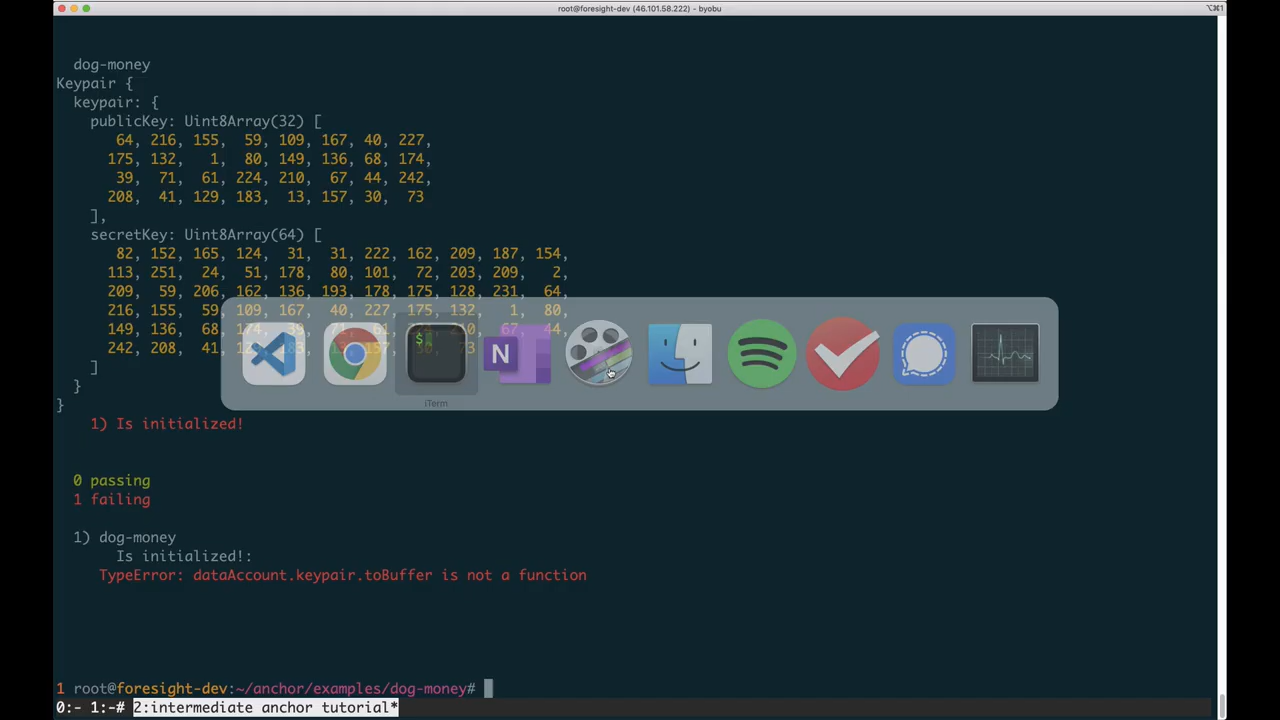 root@foresight-dev (46.101.58.222) - byobu
⌥⌘1
dog-money
Keypair {
keypair: {
publicKey: Uint8Array(32) [
64, 216, 155, 59, 109, 167, 40, 227,
175, 132, 1, 80, 149, 136, 68, 174,
39, 71, 61, 224, 210, 67, 44, 242,
208, 41, 129, 183, 13, 157, 30, 73
],
secretKey: Uint8Array(64) [
82, 152, 165, 124, 31, 31, 222, 162, 209, 187, 154,
113, 251, 24, 51, 178, 80, 101, 72, 203, 209, 2,
209, 59, 206, 162, 136, 193, 178, 175, 128, 231, 64,
216, 155, 59, 109, 167, 40, 227, 175, 132, 1, 80,
149, 136, 68, 174, 39, 71, 61, 210, 67, 44,
242, 208, 41, 157, 73
]
}
}
$
N
iTerm
1) Is initialized!
0 passing
1 failing
1) dog-money
Is initialized!:
TypeError: dataAccount.keypair.toBuffer is not a function
1 root@foresight-dev:~/anchor/examples/dog-money#
0:- 1:-# 2:intermediate anchor tutorial*